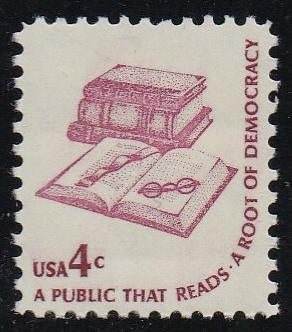 USA 4c
A PUBLIC THAT READS · A ROOT OF DEMOCRACY